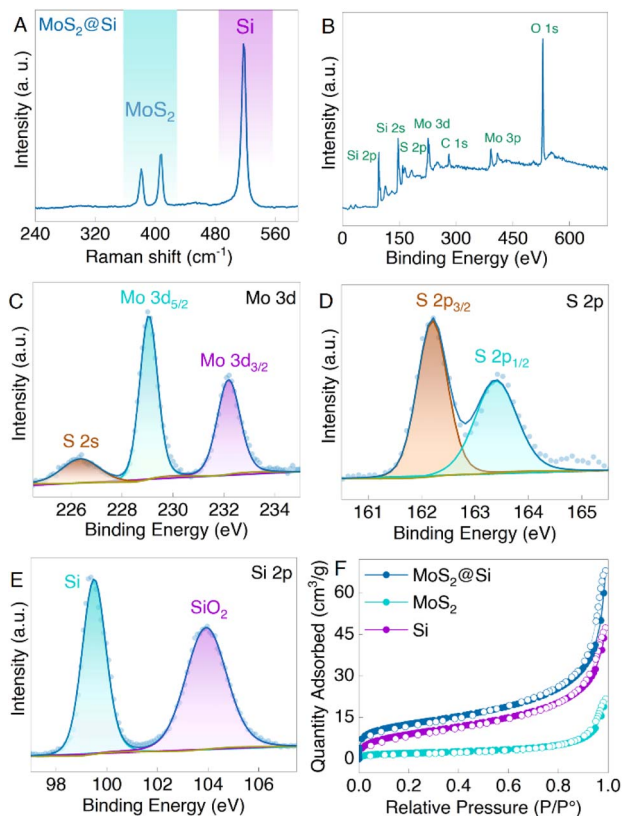 A
MoS₂@Si
MoS₂
Si
Intensity (a. u.)
240 320 400 480 560
Raman shift (cm⁻¹)
B
O 1s
Si 2s
Mo 3d
S 2p
C 1s
Mo 3p
Si 2p
Intensity (a. u.)
0 150 300 450 600
Binding Energy (eV)
C
Mo 3d₅/₂
Mo 3d
Mo 3d₃/₂
S 2s
Intensity (a.u.)
226 228 230 232 234
Binding Energy (eV)
D
S 2p₃/₂
S 2p
S 2p₁/₂
Intensity (a.u.)
161 162 163 164 165
Binding Energy (eV)
E
Si
Si 2p
SiO₂
Intensity (a.u.)
98 100 102 104 106
Binding Energy (eV)
F
MoS₂@Si
MoS₂
Si
Quantity Adsorbed (cm³/g)
60
45
30
15
0
0.0 0.2 0.4 0.6 0.8 1.0
Relative Pressure (P/P°)